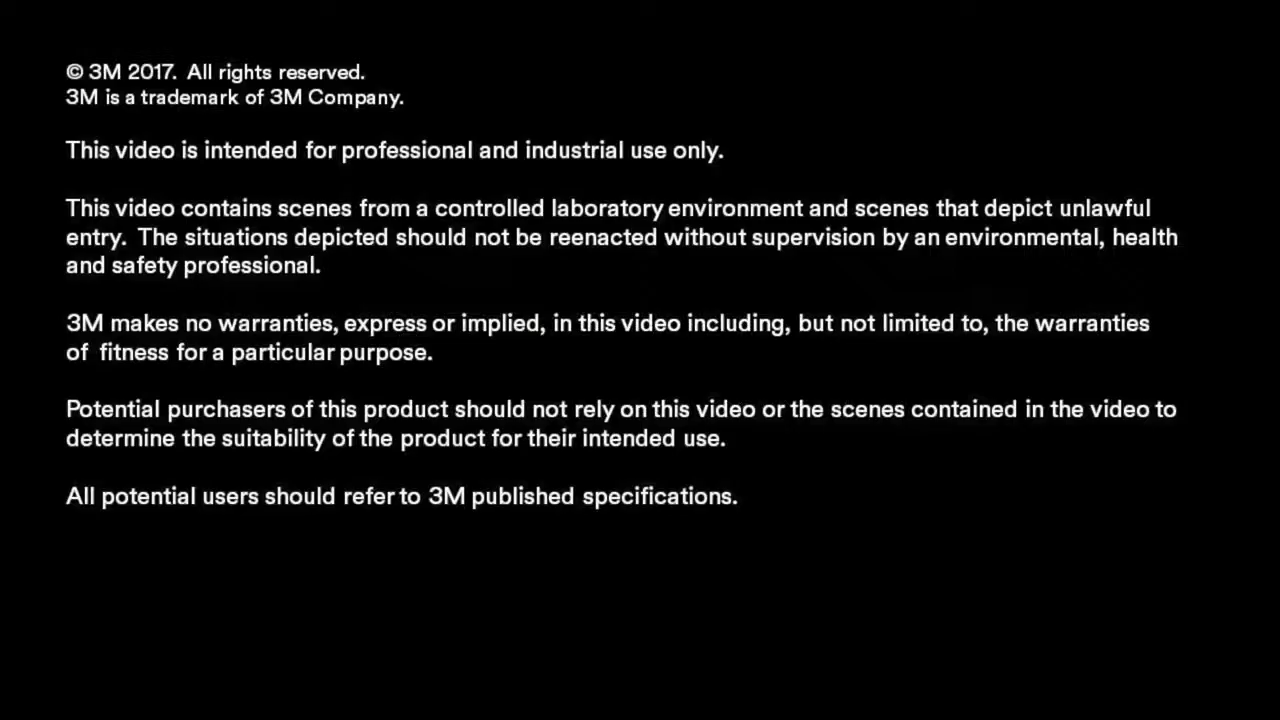 © 3M 2017. All rights reserved.
3M is a trademark of 3M Company.
This video is intended for professional and industrial use only.
This video contains scenes from a controlled laboratory environment and scenes that depict unlawful
entry. The situations depicted should not be reenacted without supervision by an environmental, health
and safety professional.
3M makes no warranties, express or implied, in this video including, but not limited to, the warranties
of fitness for a particular purpose.
Potential purchasers of this product should not rely on this video or the scenes contained in the video to
determine the suitability of the product for their intended use.
All potential users should refer to 3M published specifications.